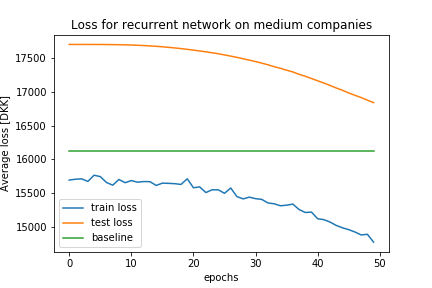 Loss for recurrent network on medium companies
Average loss [DKK]
17500
17000
16500
16000
15500
15000
train loss
test loss
baseline
0 10 20 30 40 50
epochs